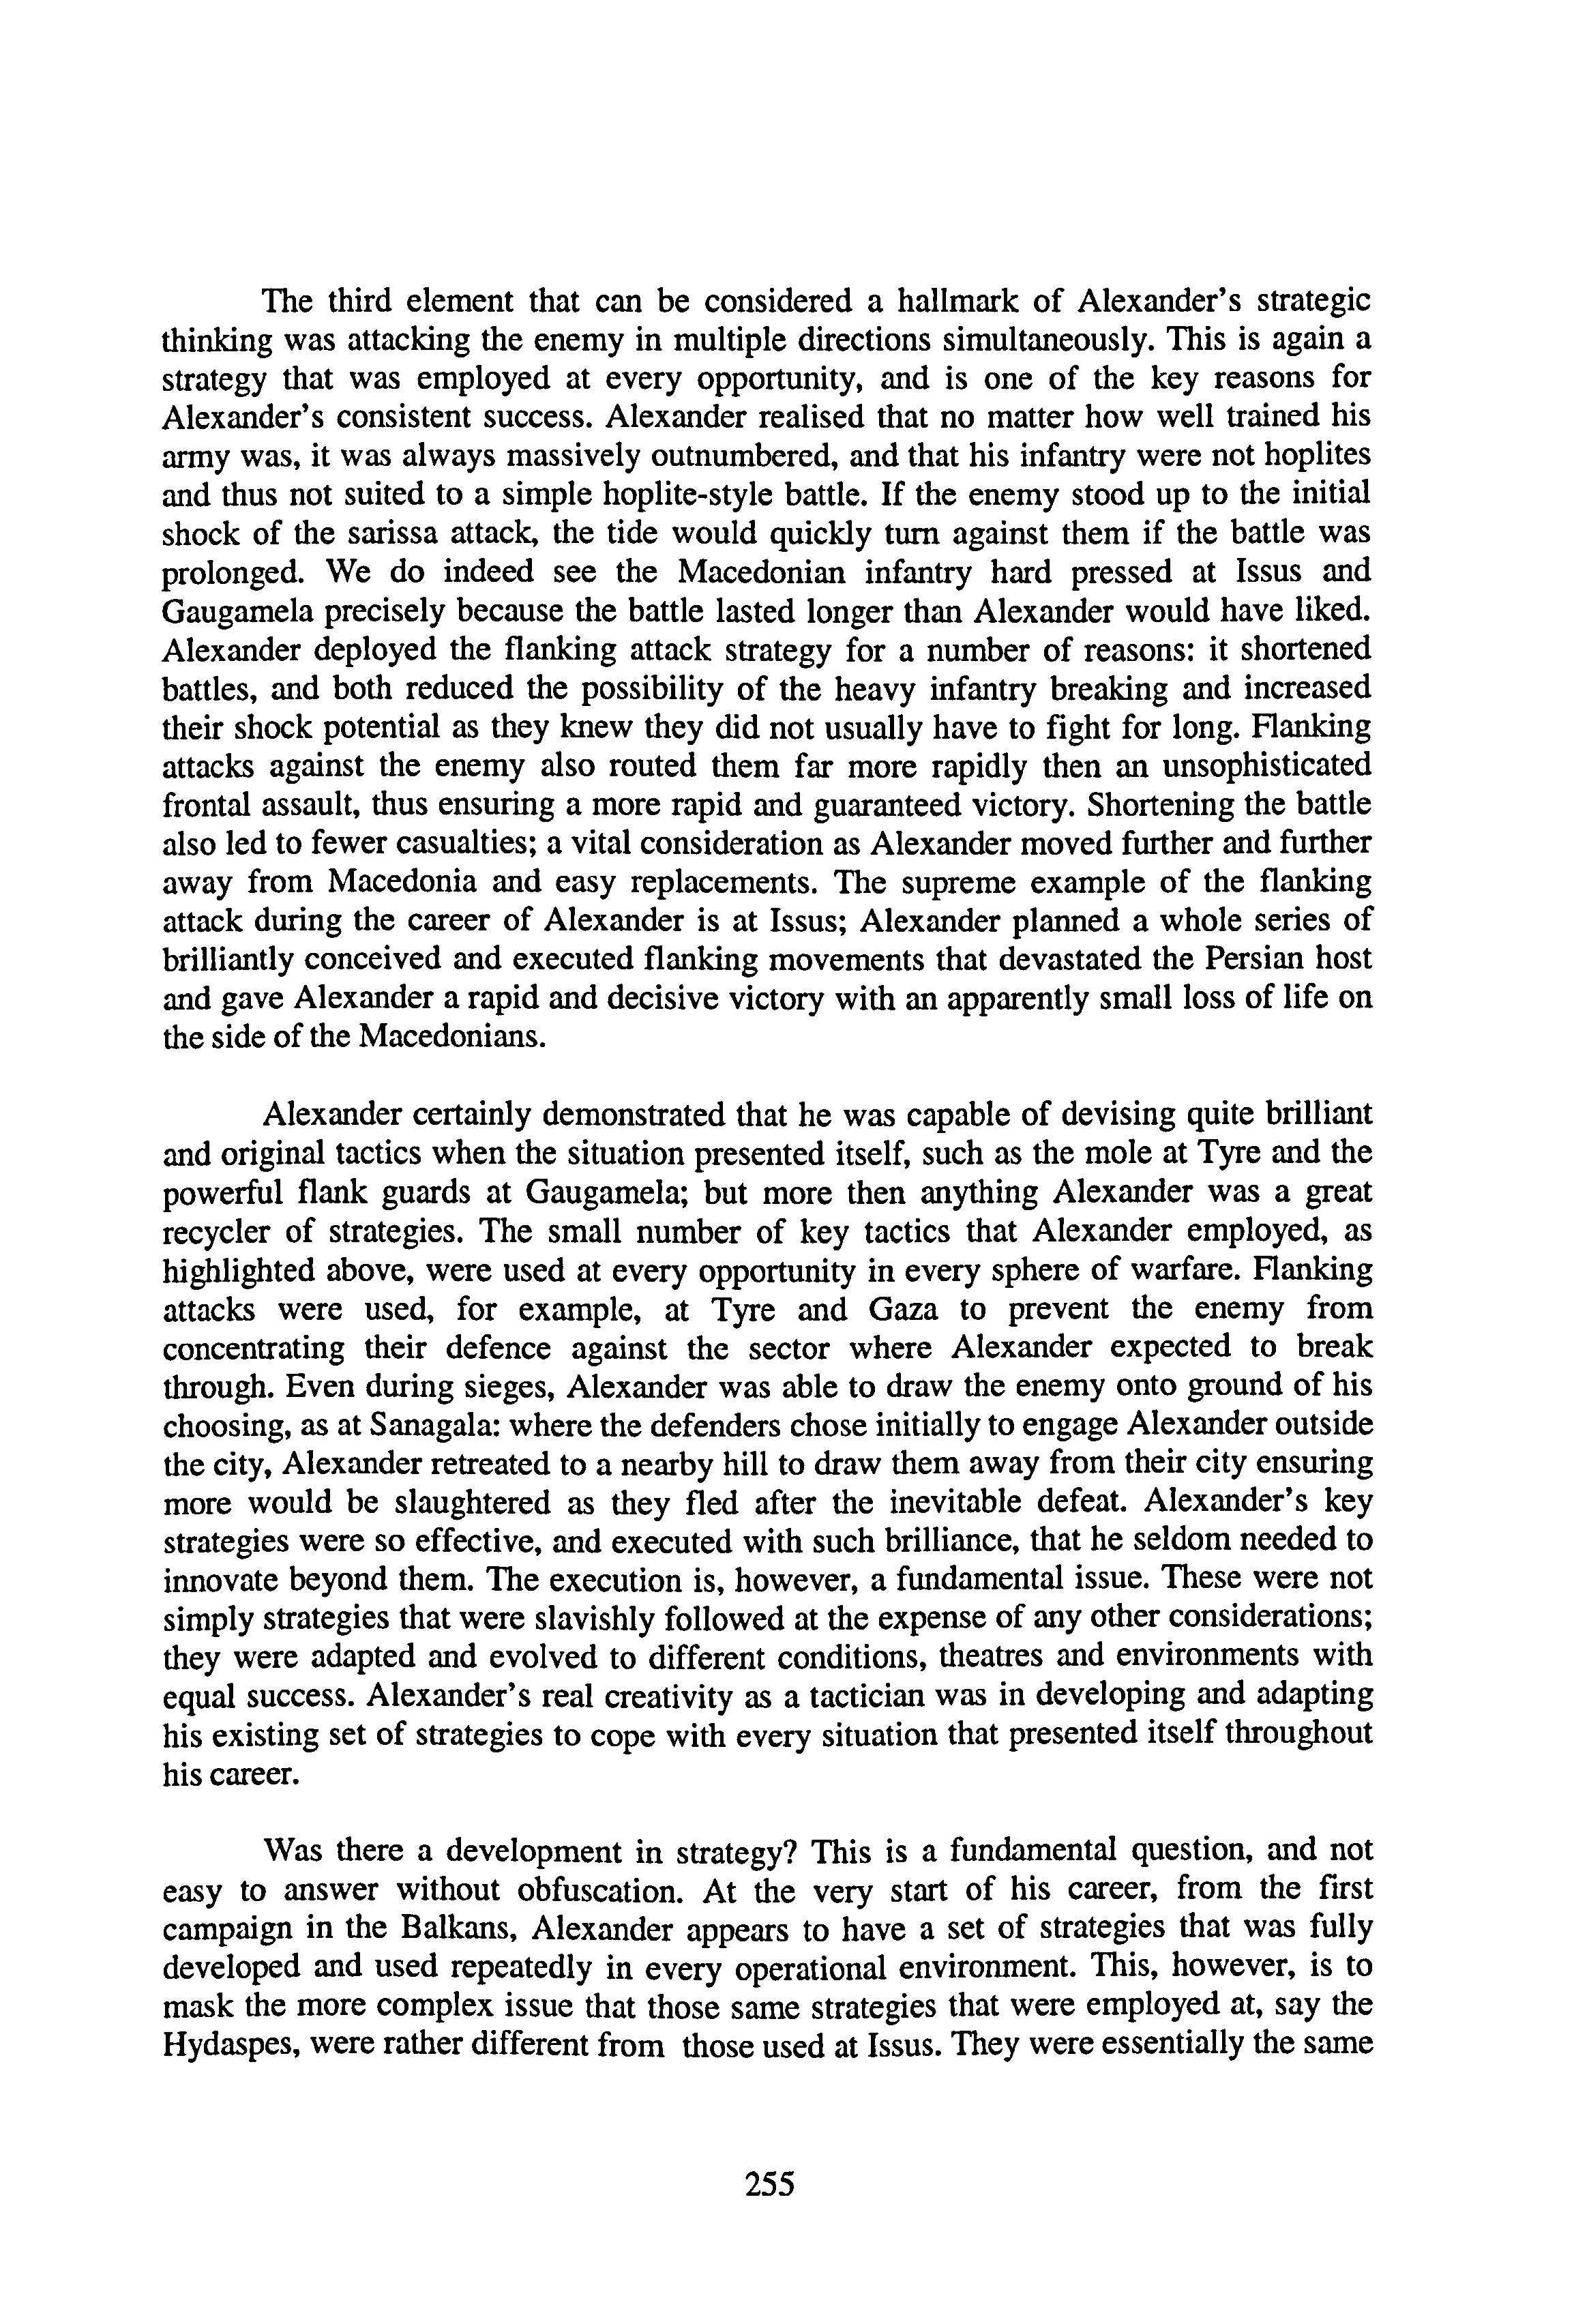 The third element that can be considered a hallmark of Alexander's strategic
thinking was attacking the enemy in multiple directions simultaneously. This is again a
strategy that was employed at every opportunity, and is one of the key reasons for
Alexander's consistent success. Alexander realised that no matter how well trained his
army was, it was always massively outnumbered, and that his infantry were not hoplites
and thus not suited to a simple hoplite-style battle. If the enemy stood up to the initial
shock of the sarissa attack, the tide would quickly turn against them if the battle was
prolonged. We do indeed see the Macedonian infantry hard pressed at Issus and
Gaugamela precisely because the battle lasted longer than Alexander would have liked.
Alexander deployed the flanking attack strategy for a number of reasons: it shortened
battles, and both reduced the possibility of the heavy infantry breaking and increased
their shock potential as they knew they did not usually have to fight for long. Flanking
attacks against the enemy also routed them far more rapidly then an unsophisticated
frontal assault, thus ensuring a more rapid and guaranteed victory. Shortening the battle
also led to fewer casualties; a vital consideration as Alexander moved further and further
away from Macedonia and easy replacements. The supreme example of the flanking
attack during the career of Alexander is at Issus; Alexander planned a whole series of
brilliantly conceived and executed flanking movements that devastated the Persian host
and gave Alexander a rapid and decisive victory with an apparently small loss of life on
the side of the Macedonians.
Alexander certainly demonstrated that he was capable of devising quite brilliant
and original tactics when the situation presented itself, such as the mole at Tyre and the
powerful flank guards at Gaugamela; but more then anything Alexander was a great
recycler of strategies. The small number of key tactics that Alexander employed, as
highlighted above, were used at every opportunity in every sphere of warfare. Flanking
attacks were used, for example, at Tyre and Gaza to prevent the enemy from
concentrating their defence against the sector where Alexander expected to break
through. Even during sieges, Alexander was able to draw the enemy onto ground of his
choosing, as at Sanagala: where the defenders chose initially to engage Alexander outside
the city, Alexander retreated to a nearby hill to draw them away from their city ensuring
more would be slaughtered as they fled after the inevitable defeat. Alexander's key
strategies were so effective, and executed with such brilliance, that he seldom needed to
innovate beyond them. The execution is, however, a fundamental issue. These were not
simply strategies that were slavishly followed at the expense of any other considerations;
they were adapted and evolved to different conditions, theatres and environments with
equal success. Alexander's real creativity as a tactician was in developing and adapting
his existing set of strategies to cope with every situation that presented itself throughout
his career.
Was there a development in strategy? This is a fundamental question, and not
easy to answer without obfuscation. At the very start of his career, from the first
campaign in the Balkans, Alexander appears to have a set of strategies that was fully
developed and used repeatedly in every operational environment. This, however, is to
mask the more complex issue that those same strategies that were employed at, say the
Hydaspes, were rather different from those used at Issus. They were essentially the same
255